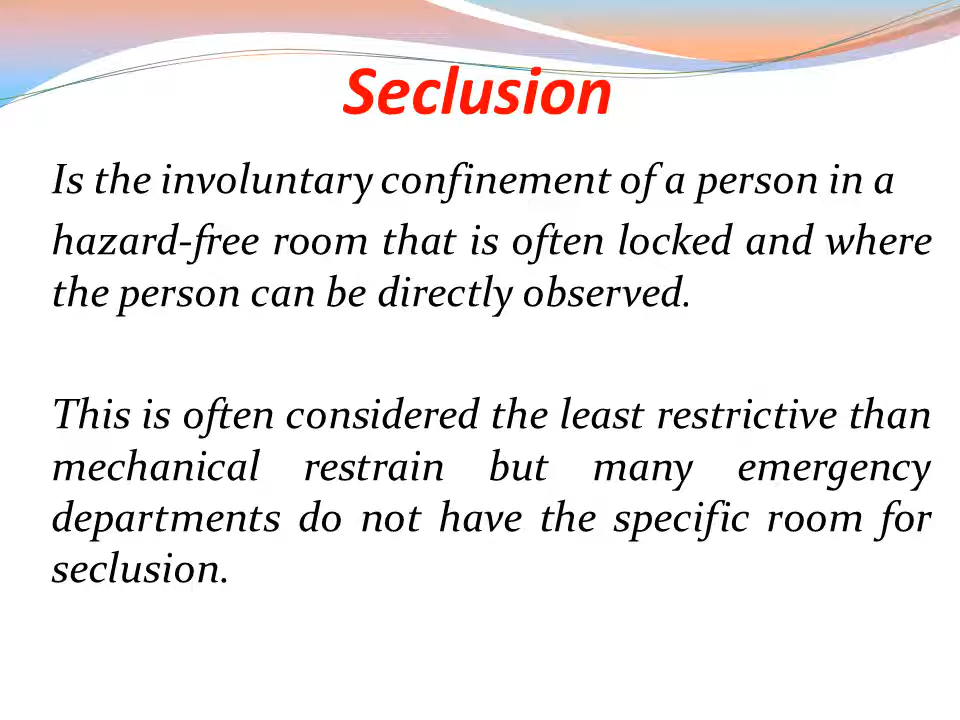 Seclusion
Is the involuntary confinement of a person in a
hazard-free room that is often locked and where
the person can be directly observed.
This is often considered the least restrictive than
mechanical restrain but many emergency
departments do not have the specific room for
seclusion.